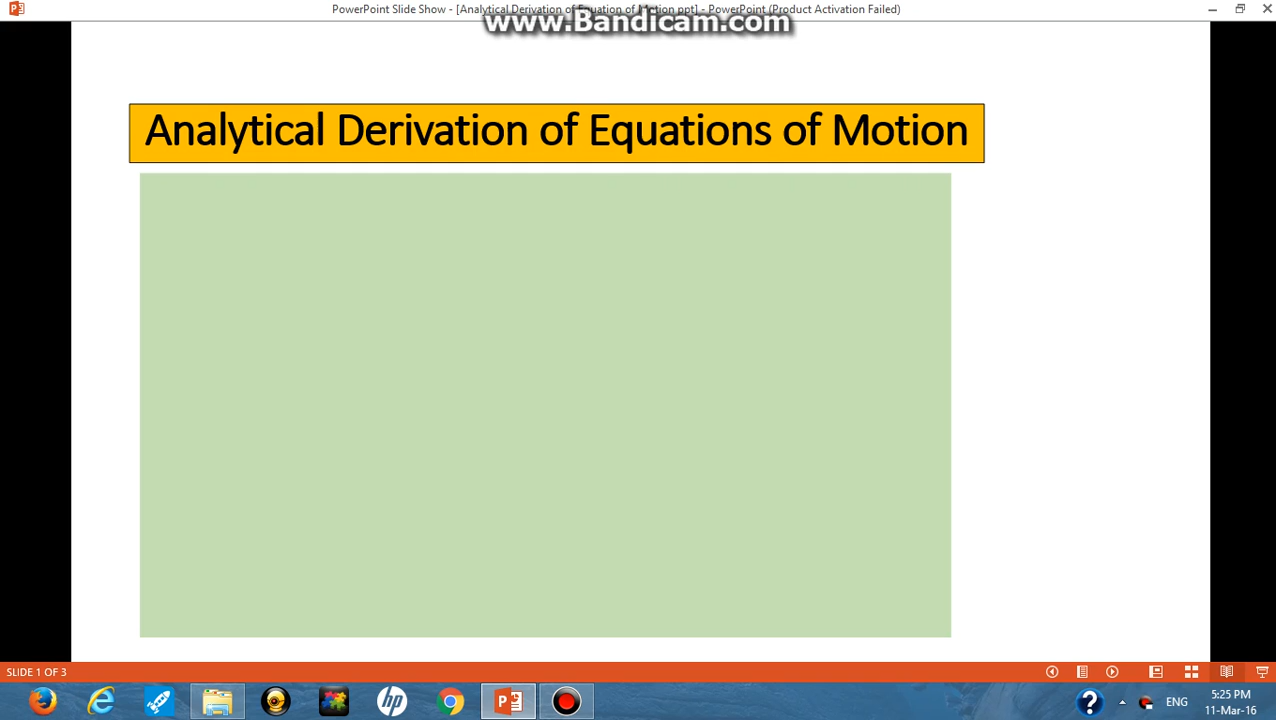 PowerPoint Slide Show - [Analytical Derivation of Equation of Motion.ppt] - PowerPoint (Product Activation Failed)
www.Bandicam.com
Analytical Derivation of Equations of Motion
SLIDE 1 OF 3
ENG
5:25 PM
11-Mar-16